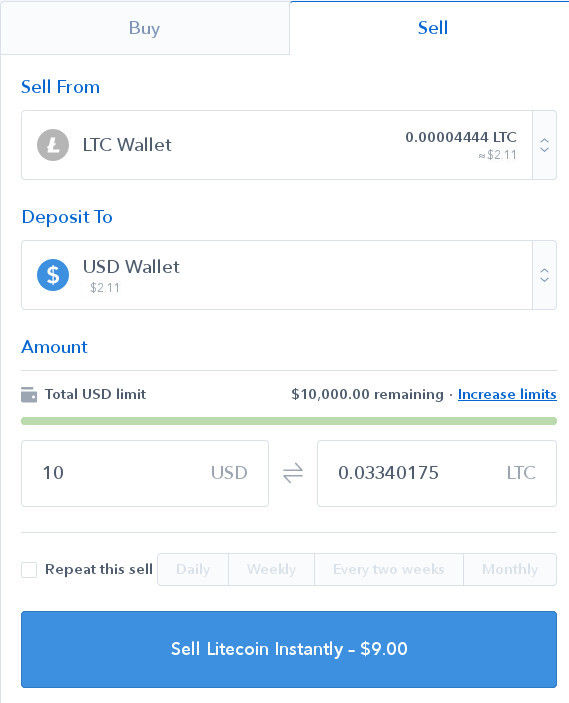 Buy
Sell
Sell From
LTC Wallet
0.00004444 LTC
≈$2.11
Deposit To
USD Wallet
$2.11
Amount
Total USD limit
$10,000.00 remaining · Increase limits
10 USD
0.03340175 LTC
Repeat this sell
Daily
Weekly
Every two weeks
Monthly
Sell Litecoin Instantly – $9.00